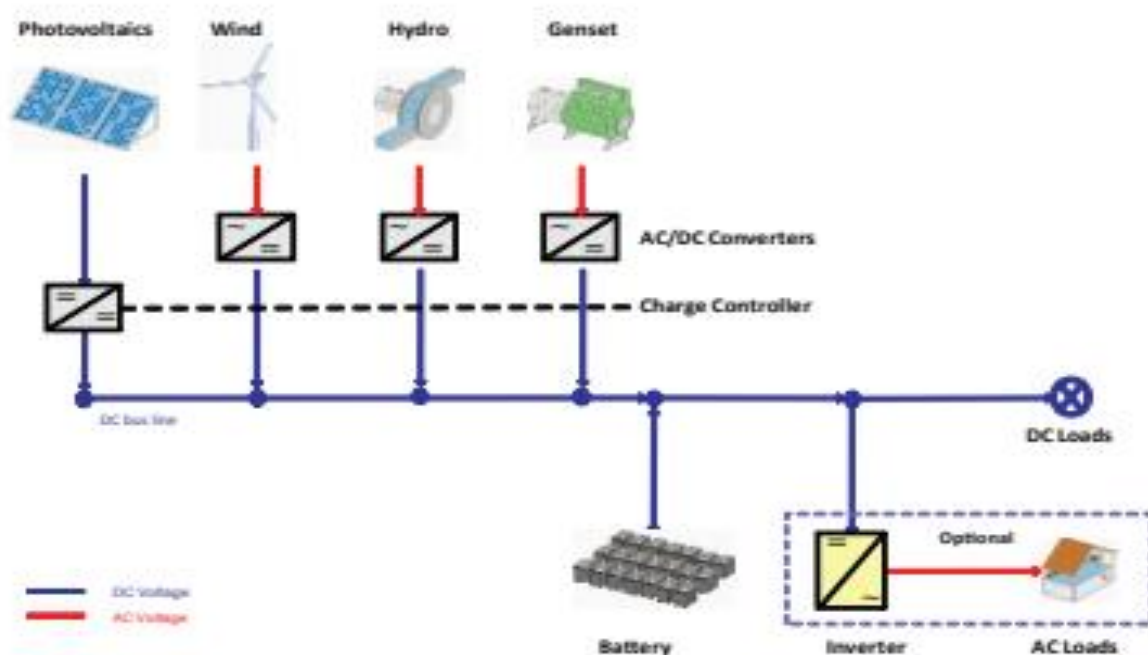 Photovoltaics Wind Hydro Genset
AC/DC Converters
Charge Controller
DC bus line
DC Loads
Optional
DC Voltage
AC Voltage
Battery Inverter AC Loads